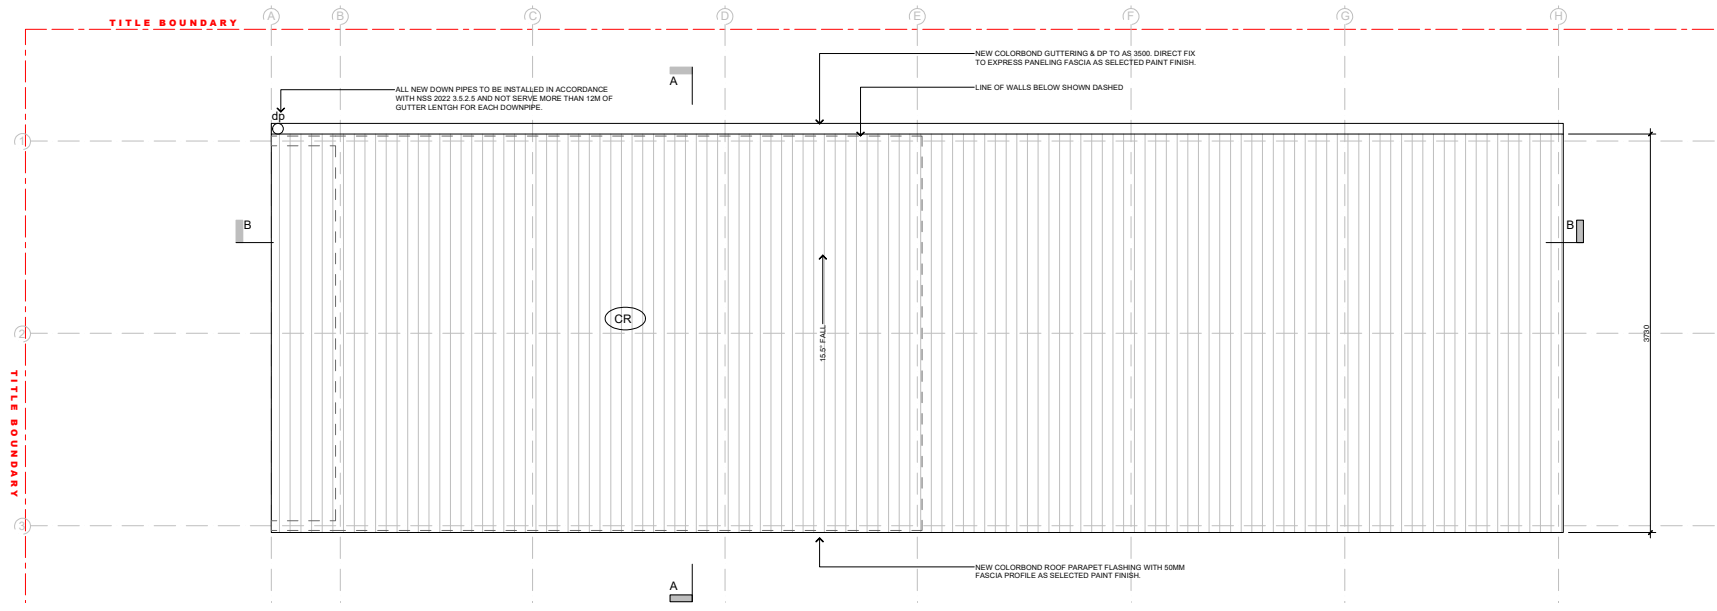 TITLE BOUNDARY
A
B
C
D
E
F
G
H
NEW COLORBOND GUTTERING & DP TO AS 3500. DIRECT FIX
TO EXPRESS PANELING FASCIA AS SELECTED PAINT FINISH.
A
ALL NEW DOWN PIPES TO BE INSTALLED IN ACCORDANCE
WITH NSS 2022 3.5.2.5 AND NOT SERVE MORE THAN 12M OF
GUTTER LENTGH FOR EACH DOWNPIPE.
LINE OF WALLS BELOW SHOWN DASHED
dp
1
B
B
CR
15.5° FALL
2
3730
TITLE BOUNDARY
3
NEW COLORBOND ROOF PARAPET FLASHING WITH 50MM
FASCIA PROFILE AS SELECTED PAINT FINISH.
A